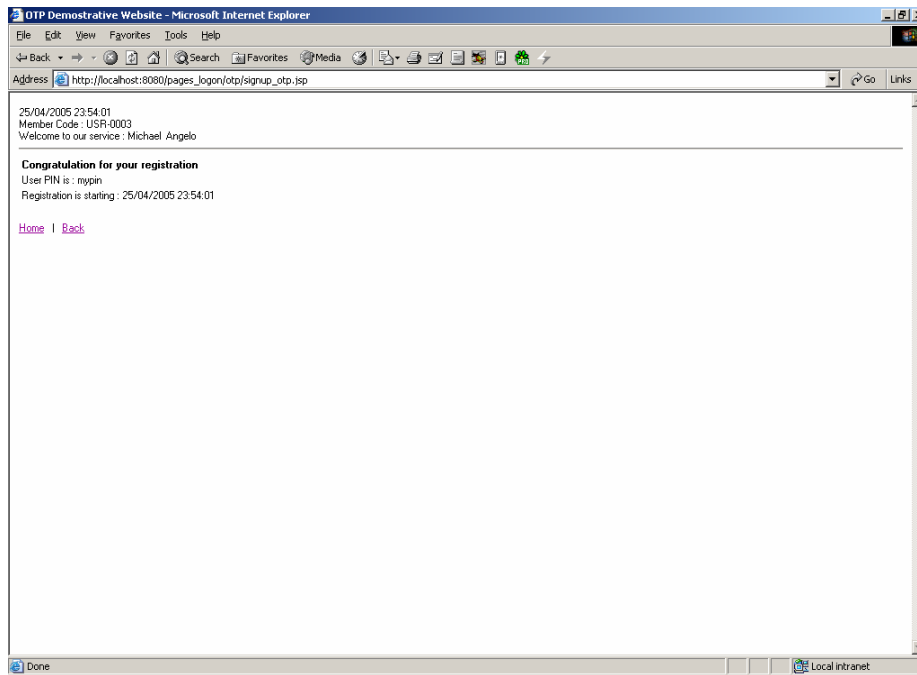 OTP Demostrative Website - Microsoft Internet Explorer
File Edit View Favorites Tools Help
Back Search Favorites Media
Address http://localhost:8080/pages_logon/otp/signup_otp.jsp Go Links
25/04/2005 23:54:01
Member Code : USR-0003
Welcome to our service : Michael Angelo
Congratulation for your registration
User PIN is : mypin
Registration is starting : 25/04/2005 23:54:01
Home | Back
Done Local intranet